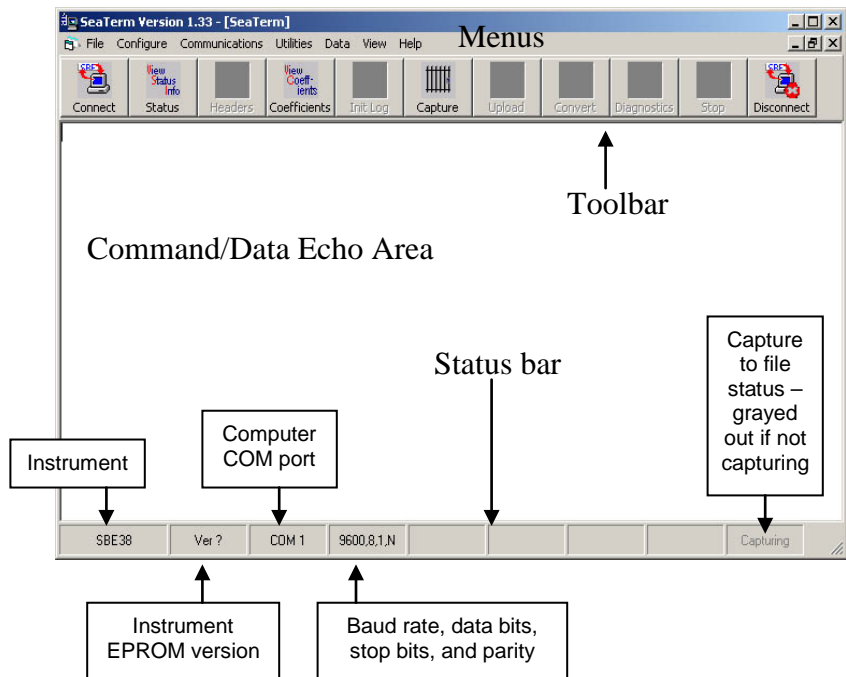 SeaTerm Version 1.33 - [SeaTerm]
File Configure Communications Utilities Data View Help
Menus
SBE
View Status Info
View Coeff-icients
SBE
Connect Status Headers Coefficients Init Log Capture Upload Convert Diagnostics Stop Disconnect
Toolbar
Command/Data Echo Area
Status bar
Capture
to file
status –
grayed
out if not
capturing
Computer
COM port
Instrument
SBE38 Ver ? COM 1 9600,8,1,N Capturing
Instrument
EPROM version
Baud rate, data bits,
stop bits, and parity